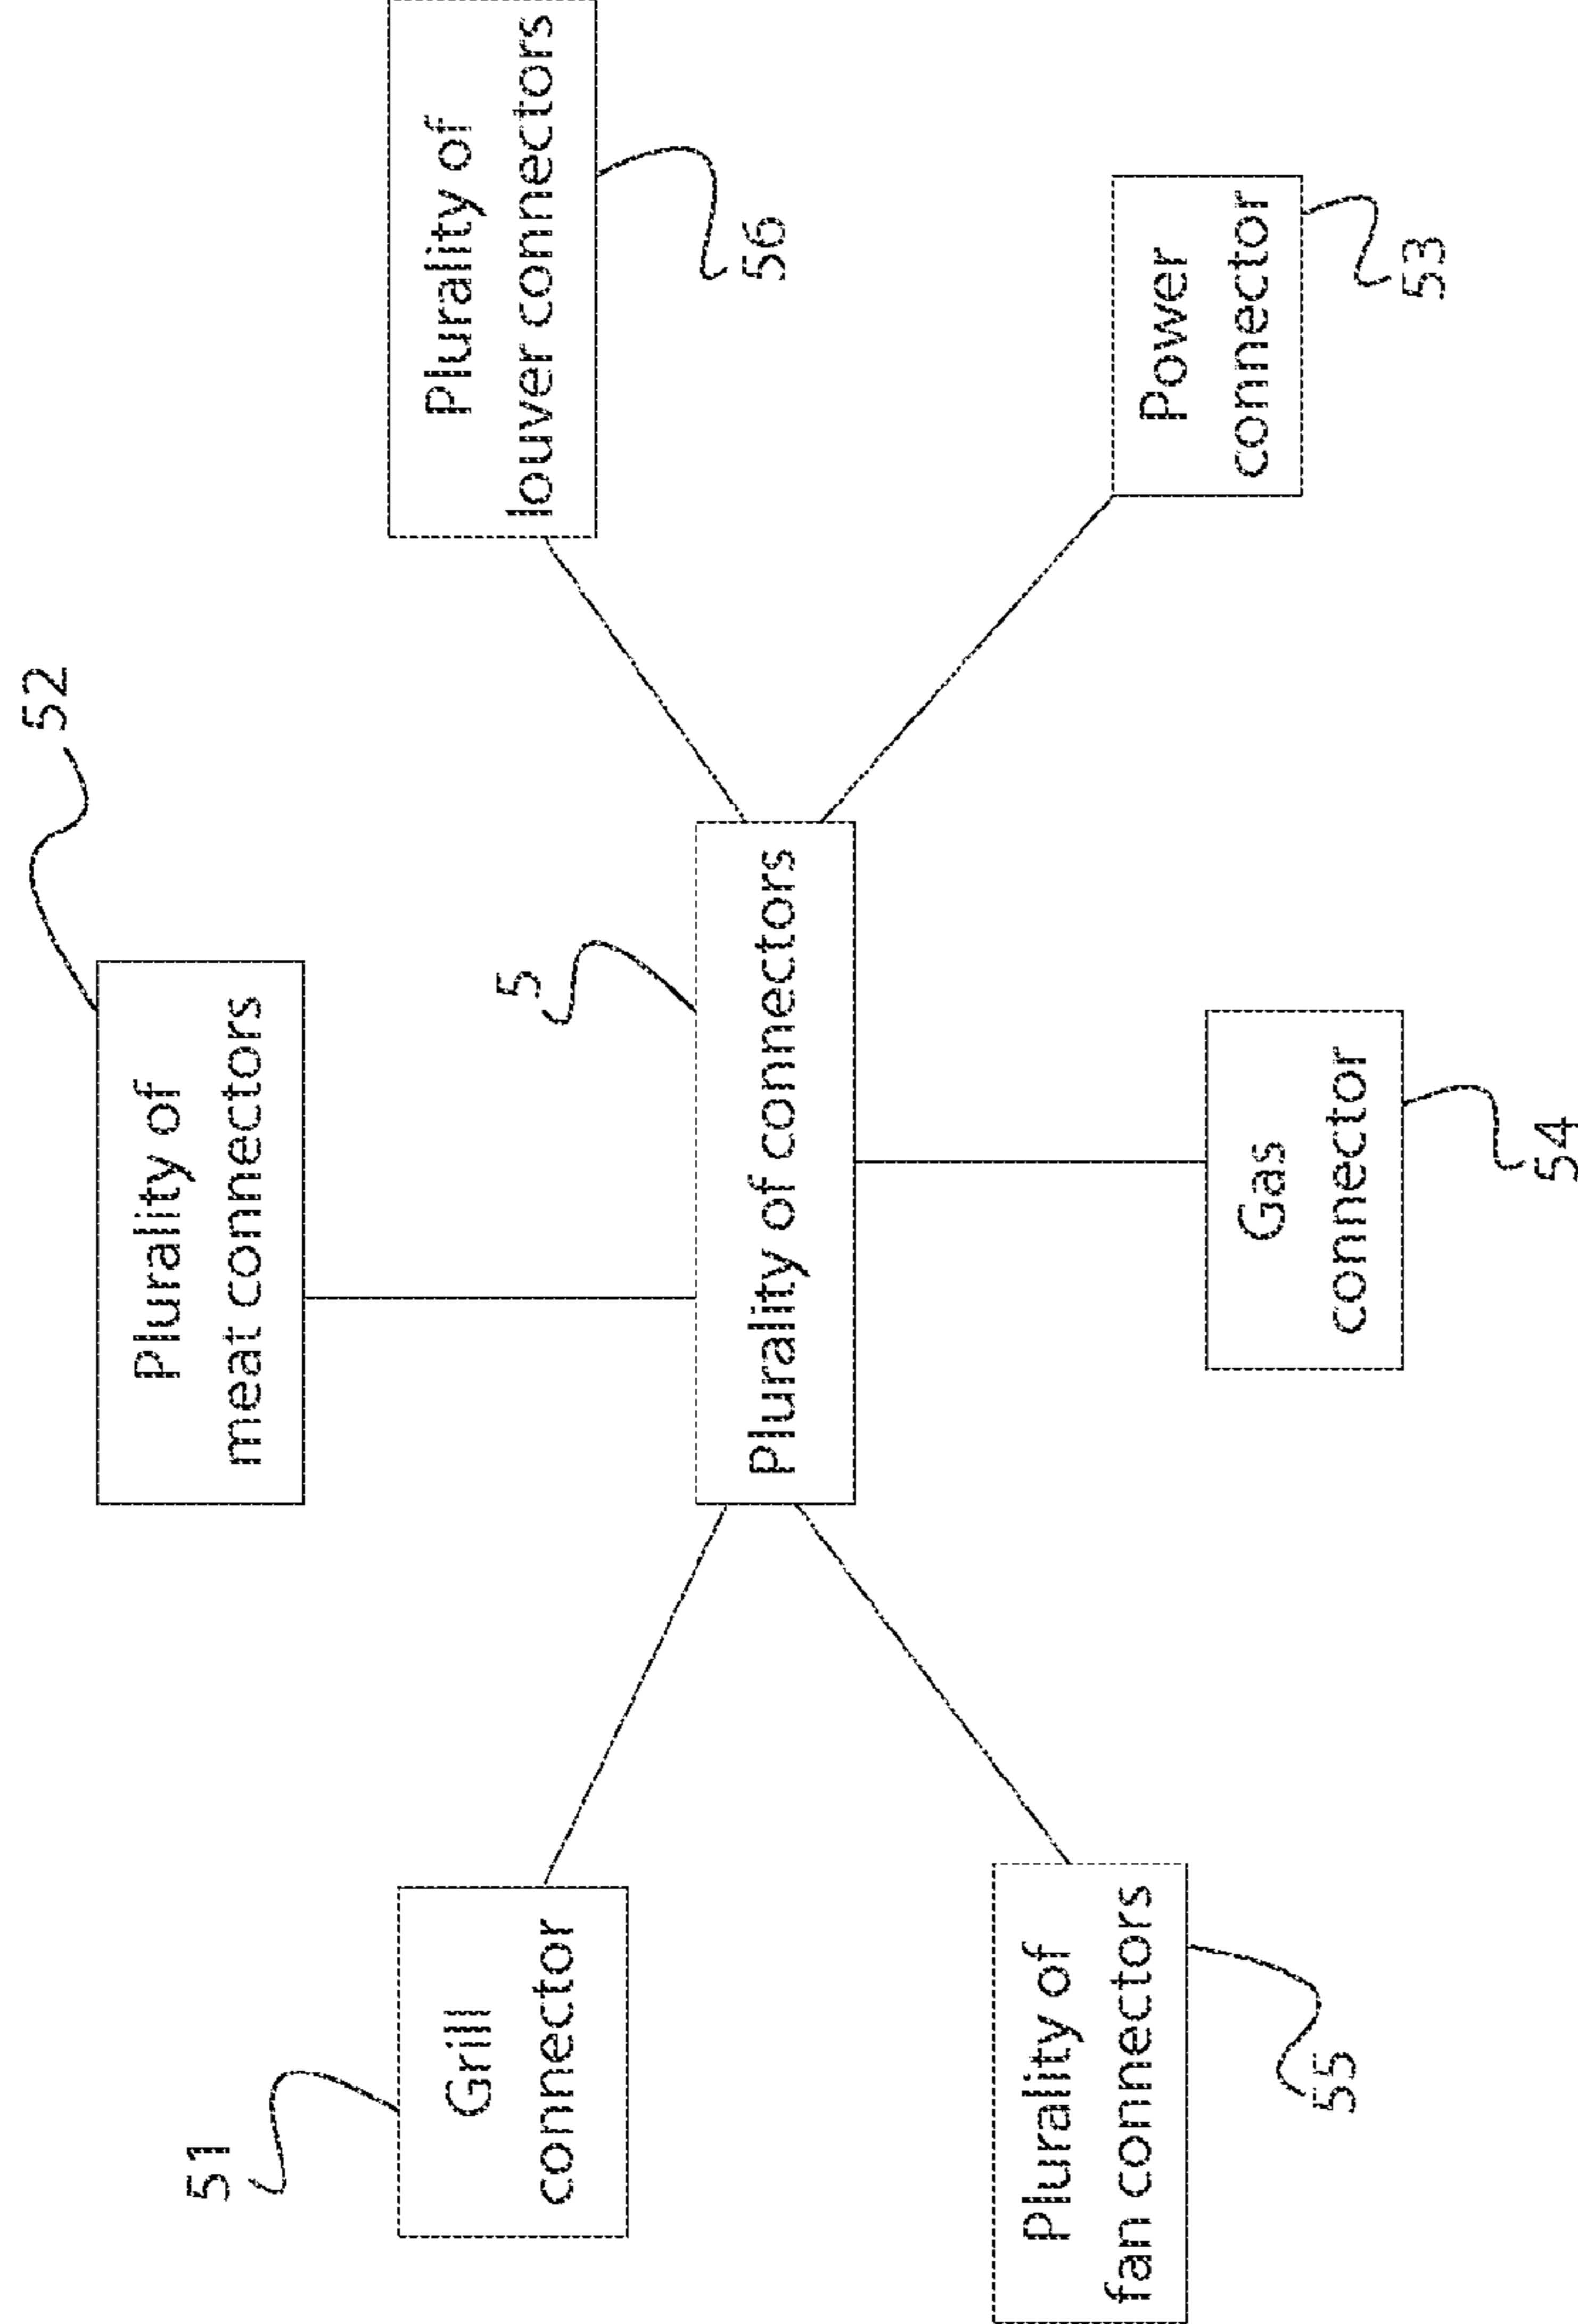 52
Plurality of
meat connectors
51
Grill
connector
Plurality of
louver connectors
56
5
Plurality of connectors
Plurality of
fan connectors
55
Gas
connector
54
Power
connector
53